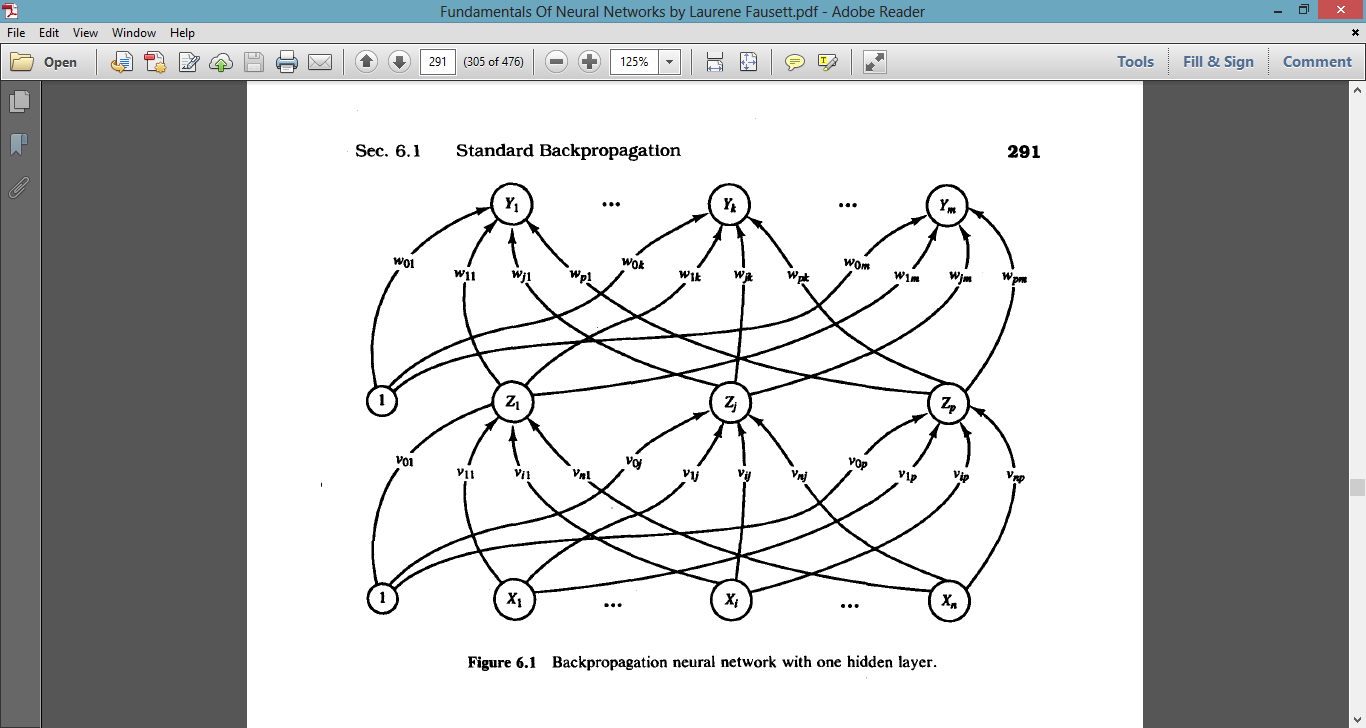 Fundamentals Of Neural Networks by Laurene Fausett.pdf - Adobe Reader
File Edit View Window Help
Open 291 (305 of 476) 125% Tools Fill & Sign Comment
Sec. 6.1 Standard Backpropagation 291
Y1 ... Yk ... Ym
w01 w11 wj1 wp1 w0k w1k wjk wpk w0m w1m wjm wpm
1 Z1 Zj Zp
v01 v11 vi1 vn1 v0j v1j vij vnj v0p v1p vip vnp
1 X1 ... Xi ... Xn
Figure 6.1 Backpropagation neural network with one hidden layer.